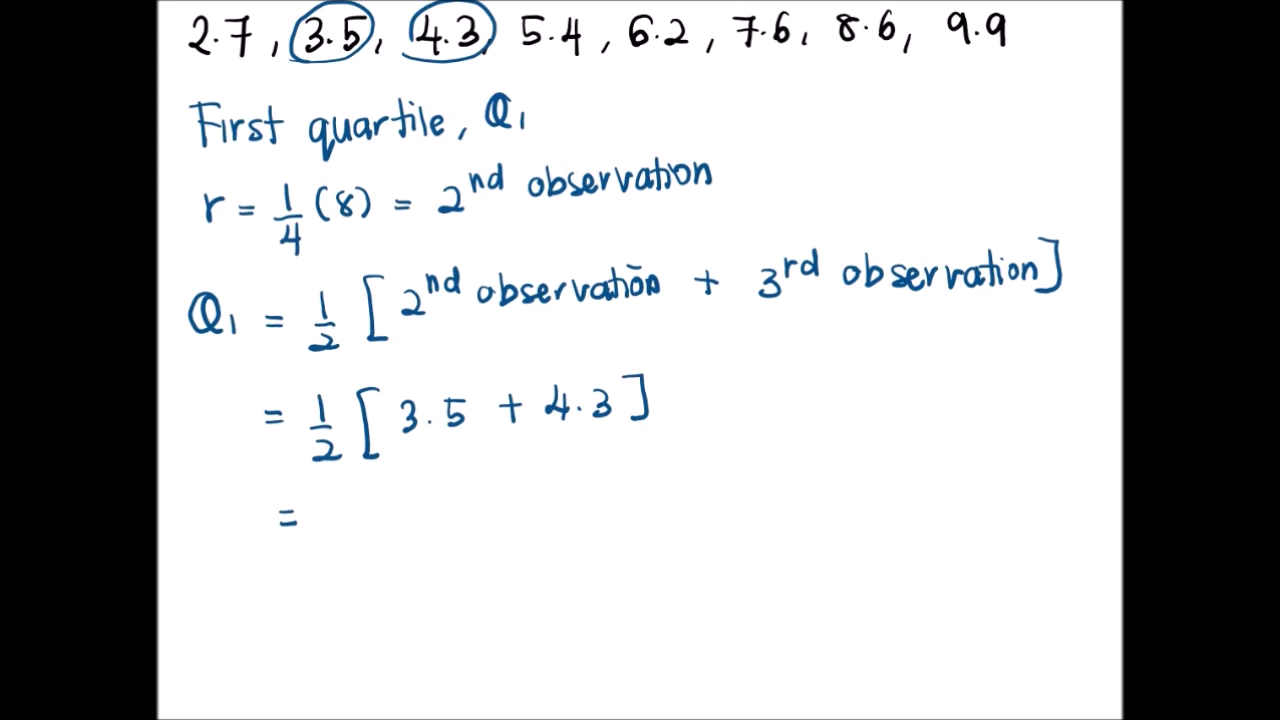 2.7, 3.5, 4.3, 5.4, 6.2, 7.6, 8.6, 9.9
First quartile, Q₁
r = 1/4 (8) = 2nd observation
Q₁ = 1/2 [2nd observation + 3rd observation]
= 1/2 [3.5 + 4.3]
=